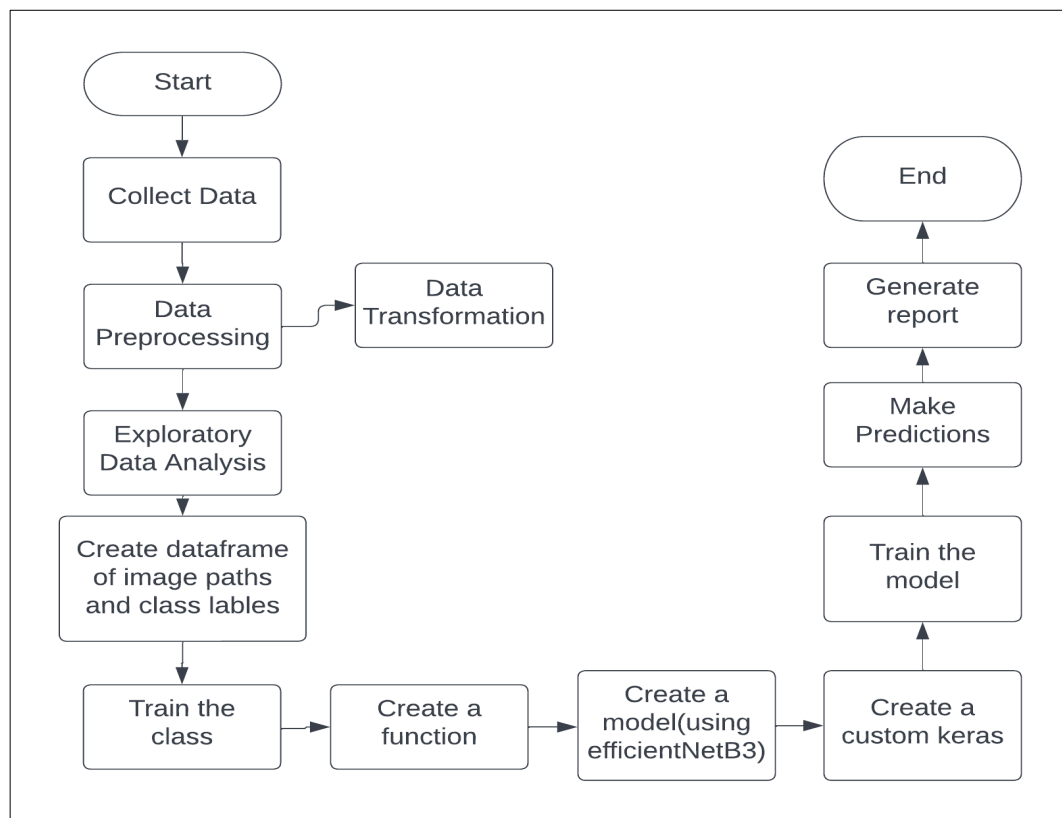 Start
Collect Data
Data
Preprocessing
Data
Transformation
Exploratory
Data Analysis
Create dataframe
of image paths
and class lables
Train the
class
Create a
function
Create a
model(using
efficientNetB3)
Create a
custom keras
Train the
model
Make
Predictions
Generate
report
End